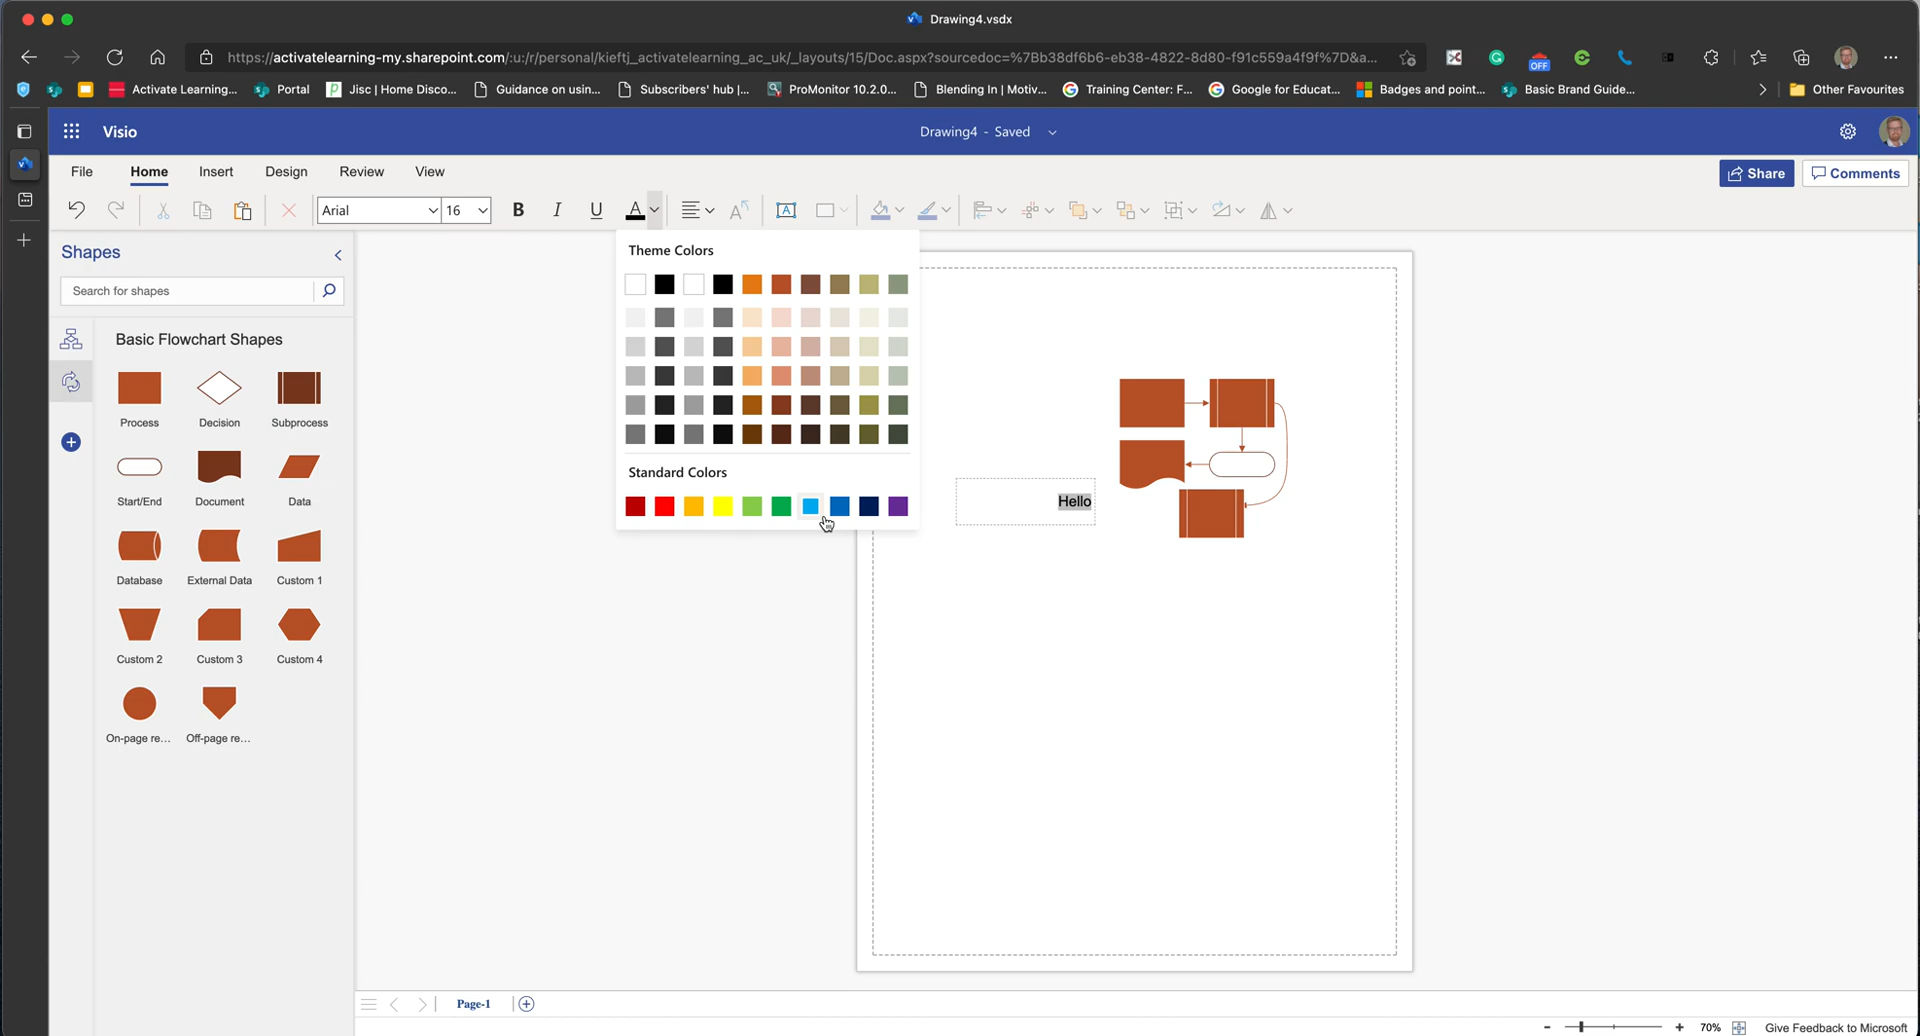 Drawing4.vsdx
https://activatelearning-my.sharepoint.com/:u:/r/personal/kieftj_activatelearning_ac_uk/_layouts/15/Doc.aspx?sourcedoc=%7Bb38df6b6-eb38-4822-8d80-f91c559a4f9f%7D&a...
OFF
Activate Learning... Portal Jisc | Home Disco... Guidance on usin... Subscribers' hub |... ProMonitor 10.2.0... Blending In | Motiv... Training Center: F... Google for Educat... Badges and point... Basic Brand Guide... Other Favourites
Visio Drawing4 - Saved
File Home Insert Design Review View Share Comments
Arial 16 B I U A A A
Shapes
Search for shapes
Basic Flowchart Shapes
Process Decision Subprocess
Start/End Document Data
Database External Data Custom 1
Custom 2 Custom 3 Custom 4
On-page re... Off-page re...
Theme Colors
Standard Colors
Hello
Page-1
70% Give Feedback to Microsoft